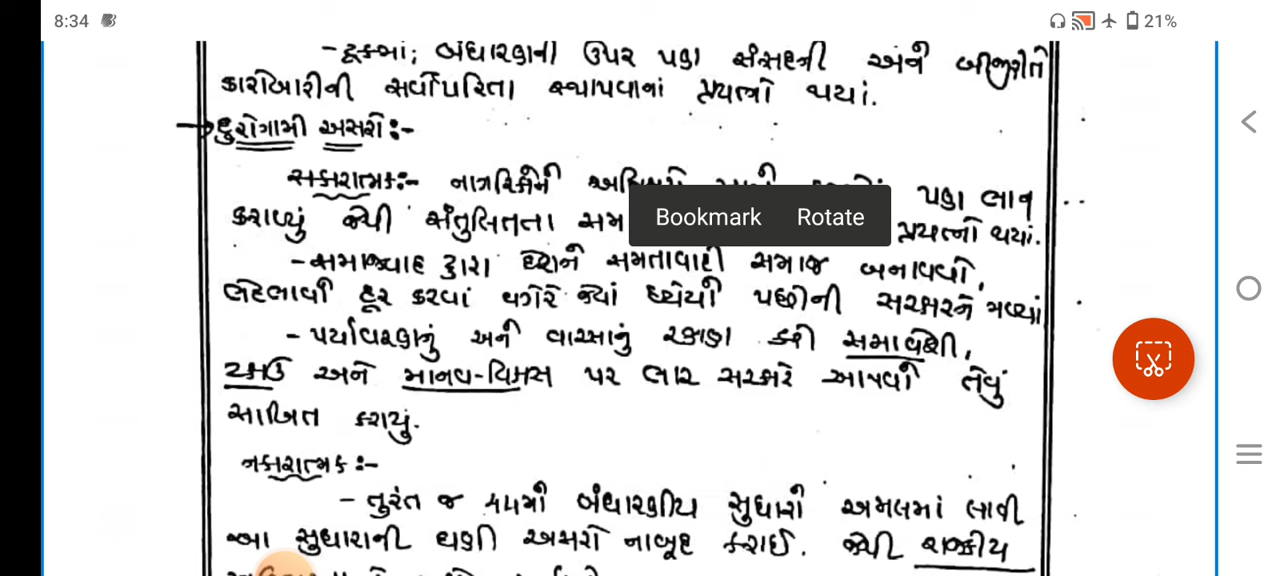 8:34
21%
- ટૂંકમાં; બંધારણની ઉપર પણ સંસદની અને બીજીરીતે
કારોબારીની સર્વોપરિતા સ્થાપવાનાં પ્રયત્નો થયાં.
→ દુરોગામી અસરો :-
સકારાત્મક:- નાગરિકોની પણ ભાન
કરાવ્યું જેથી સંતુલિતતા સમ પ્રયત્નો થયાં.
Bookmark Rotate
- સમાજવાદ દ્વારા દેશને સમતાવાદી સમાજ બનાવવો,
ભેદભાવો દૂર કરવાં વગેરે જેવાં ધ્યેયો પછીની સરકારને મળ્યાં
- પર્યાવરણનું અને વારસાનું રક્ષણ કરી સમાવેશી,
ટકાઉ અને માનવ-વિકાસ પર ભાર સરકારે આપવો તેવું
સાબિત કરાયું.
નકારાત્મક :-
- તુરંત જ ૪૪મો બંધારણીય સુધારો અમલમાં લાવી
આ સુધારાની ઘણી અસરો નાબૂદ કરાઈ. જેથી રાજકીય